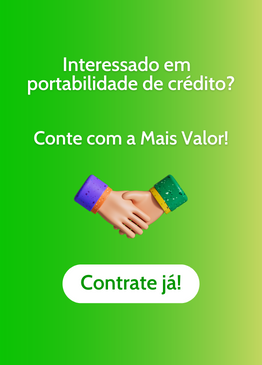 Interessado em
portabilidade de crédito?
Conte com a Mais Valor!
Contrate já!